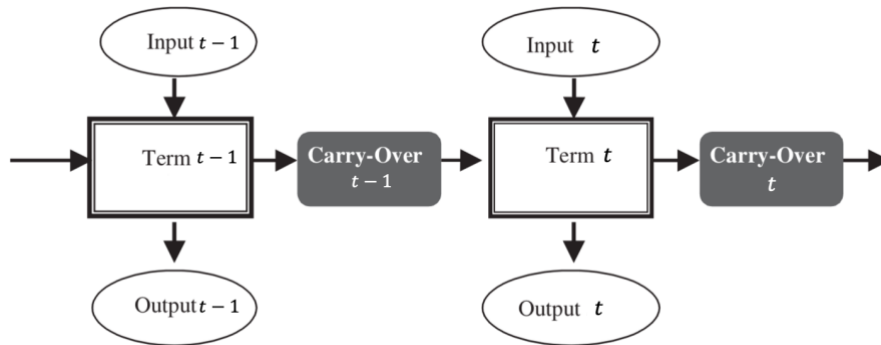 Input t − 1
Input t
Term t − 1
Carry-Over
t − 1
Term t
Carry-Over
t
Output t − 1
Output t